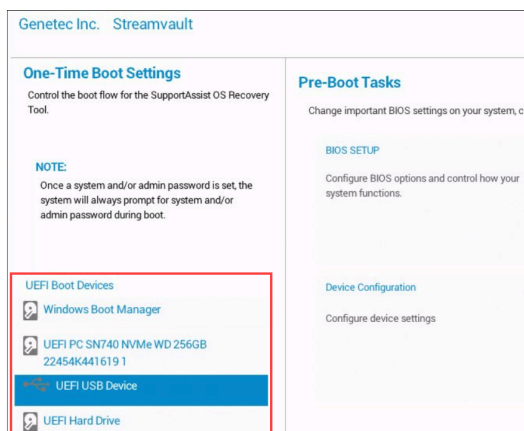 Genetec Inc.   Streamvault
One-Time Boot Settings
Control the boot flow for the SupportAssist OS Recovery
Tool.
NOTE:
Once a system and/or admin password is set, the
system will always prompt for system and/or
admin password during boot.
UEFI Boot Devices
Windows Boot Manager
UEFI PC SN740 NVMe WD 256GB
22454K441619 1
UEFI USB Device
UEFI Hard Drive
Pre-Boot Tasks
Change important BIOS settings on your system, c
BIOS SETUP
Configure BIOS options and control how your
system functions.
Device Configuration
Configure device settings